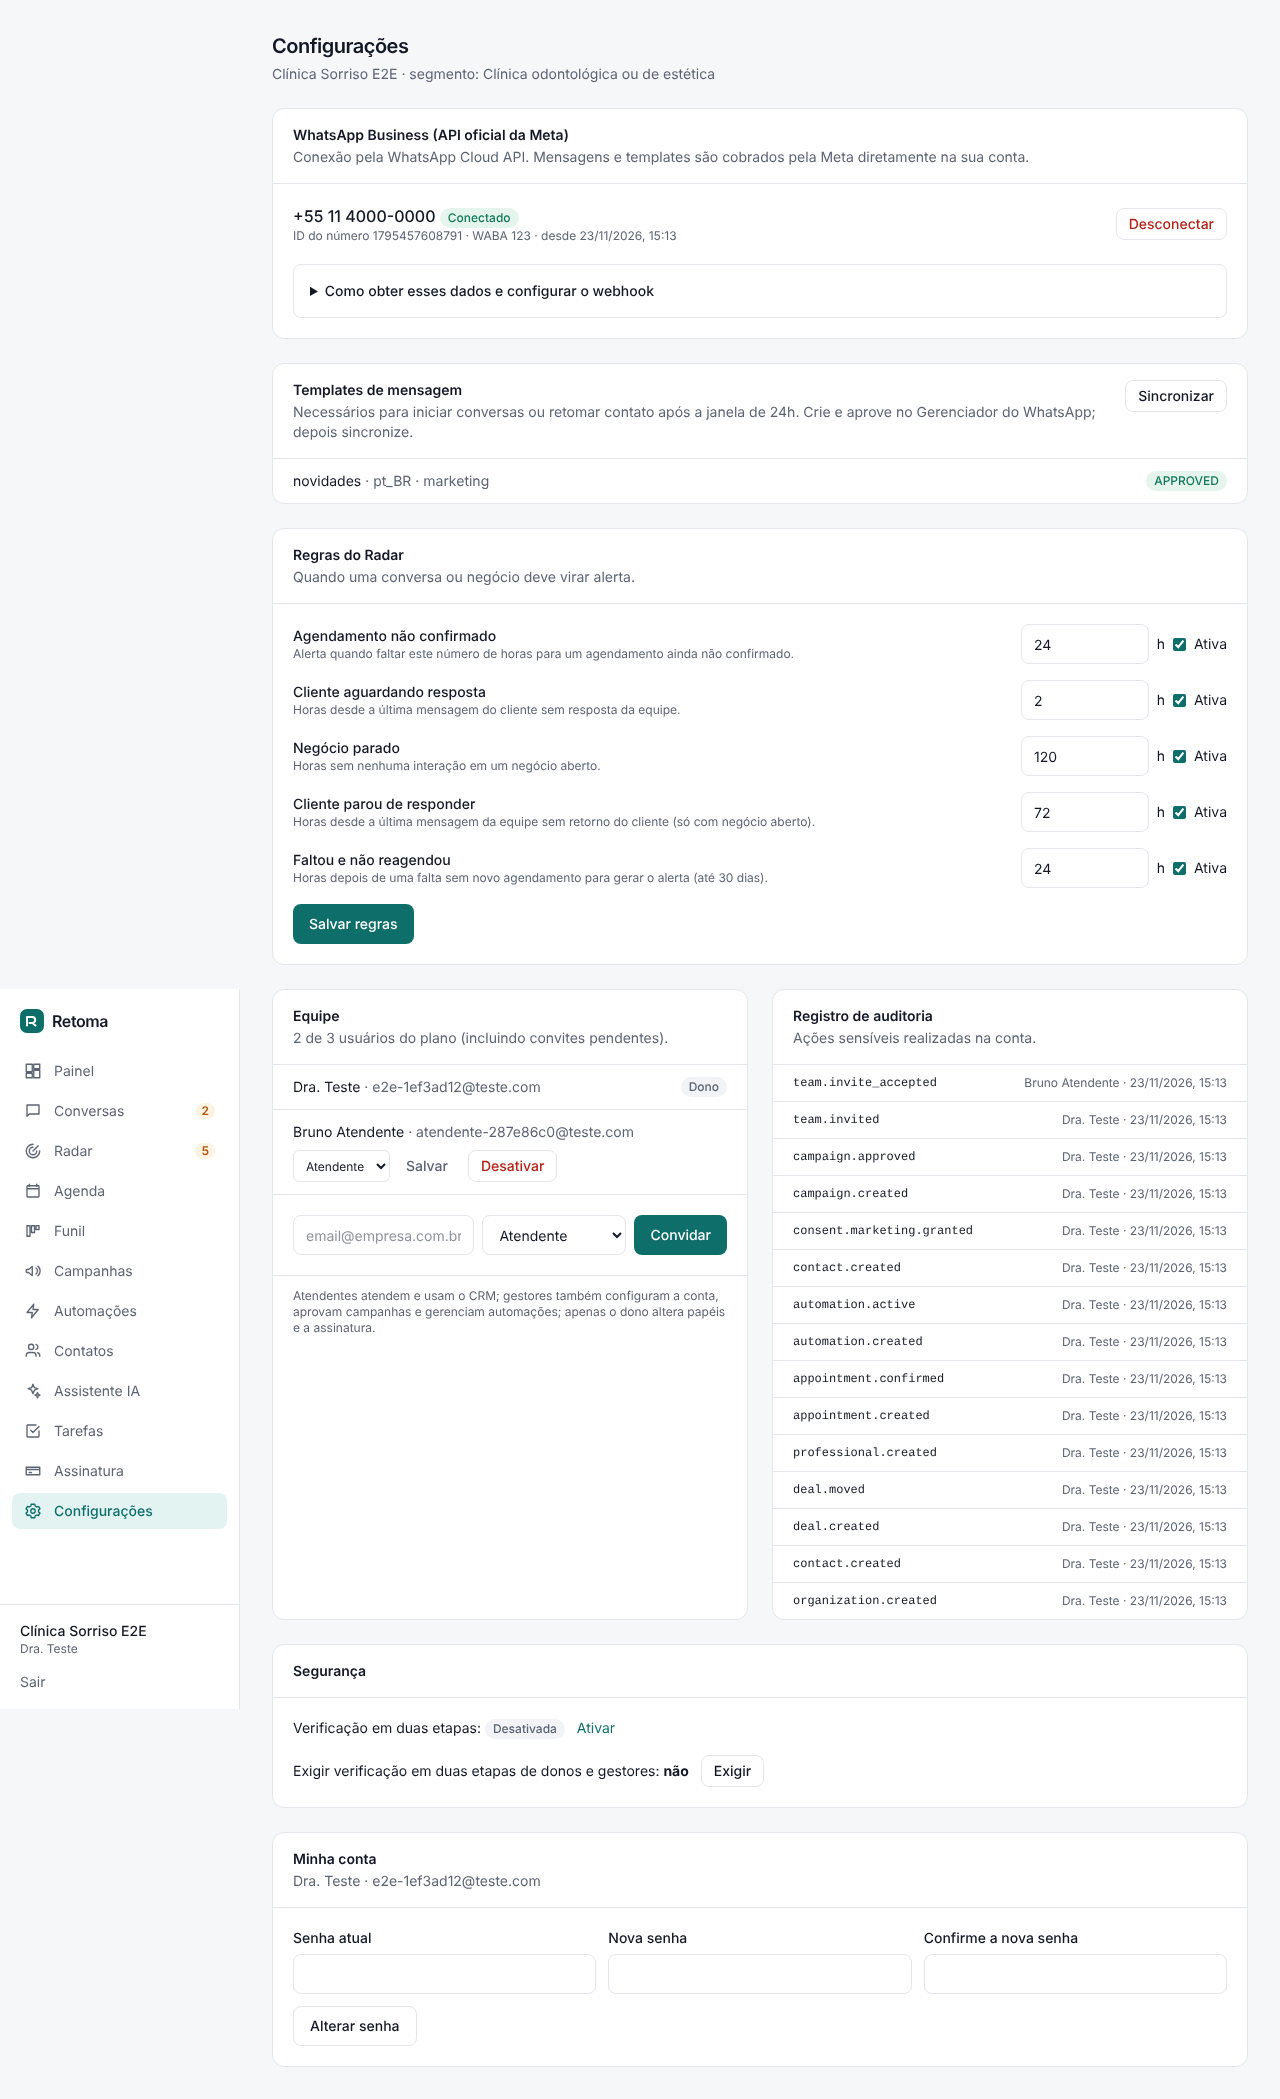 Configurações
Clínica Sorriso E2E · segmento: Clínica odontológica ou de estética
WhatsApp Business (API oficial da Meta)
Conexão pela WhatsApp Cloud API. Mensagens e templates são cobrados pela Meta diretamente na sua conta.
+55 11 4000-0000 Conectado
ID do número 1795457608791 · WABA 123 · desde 23/11/2026, 15:13
Desconectar
Como obter esses dados e configurar o webhook
Templates de mensagem
Necessários para iniciar conversas ou retomar contato após a janela de 24h. Crie e aprove no Gerenciador do WhatsApp;
depois sincronize.
Sincronizar
novidades · pt_BR · marketing
APPROVED
Regras do Radar
Quando uma conversa ou negócio deve virar alerta.
Agendamento não confirmado
Alerta quando faltar este número de horas para um agendamento ainda não confirmado.
24 h Ativa
Cliente aguardando resposta
Horas desde a última mensagem do cliente sem resposta da equipe.
2 h Ativa
Negócio parado
Horas sem nenhuma interação em um negócio aberto.
120 h Ativa
Cliente parou de responder
Horas desde a última mensagem da equipe sem retorno do cliente (só com negócio aberto).
72 h Ativa
Faltou e não reagendou
Horas depois de uma falta sem novo agendamento para gerar o alerta (até 30 dias).
24 h Ativa
Salvar regras
Retoma
Painel
Conversas 2
Radar 5
Agenda
Funil
Campanhas
Automações
Contatos
Assistente IA
Tarefas
Assinatura
Configurações
Clínica Sorriso E2E
Dra. Teste
Sair
Equipe
2 de 3 usuários do plano (incluindo convites pendentes).
Dra. Teste · e2e-1ef3ad12@teste.com Dono
Bruno Atendente · atendente-287e86c0@teste.com
Atendente Salvar Desativar
email@empresa.com.br Atendente Convidar
Atendentes atendem e usam o CRM; gestores também configuram a conta,
aprovam campanhas e gerenciam automações; apenas o dono altera papéis
e a assinatura.
Registro de auditoria
Ações sensíveis realizadas na conta.
team.invite_accepted Bruno Atendente · 23/11/2026, 15:13
team.invited Dra. Teste · 23/11/2026, 15:13
campaign.approved Dra. Teste · 23/11/2026, 15:13
campaign.created Dra. Teste · 23/11/2026, 15:13
consent.marketing.granted Dra. Teste · 23/11/2026, 15:13
contact.created Dra. Teste · 23/11/2026, 15:13
automation.active Dra. Teste · 23/11/2026, 15:13
automation.created Dra. Teste · 23/11/2026, 15:13
appointment.confirmed Dra. Teste · 23/11/2026, 15:13
appointment.created Dra. Teste · 23/11/2026, 15:13
professional.created Dra. Teste · 23/11/2026, 15:13
deal.moved Dra. Teste · 23/11/2026, 15:13
deal.created Dra. Teste · 23/11/2026, 15:13
contact.created Dra. Teste · 23/11/2026, 15:13
organization.created Dra. Teste · 23/11/2026, 15:13
Segurança
Verificação em duas etapas: Desativada Ativar
Exigir verificação em duas etapas de donos e gestores: não Exigir
Minha conta
Dra. Teste · e2e-1ef3ad12@teste.com
Senha atual
Nova senha
Confirme a nova senha
Alterar senha